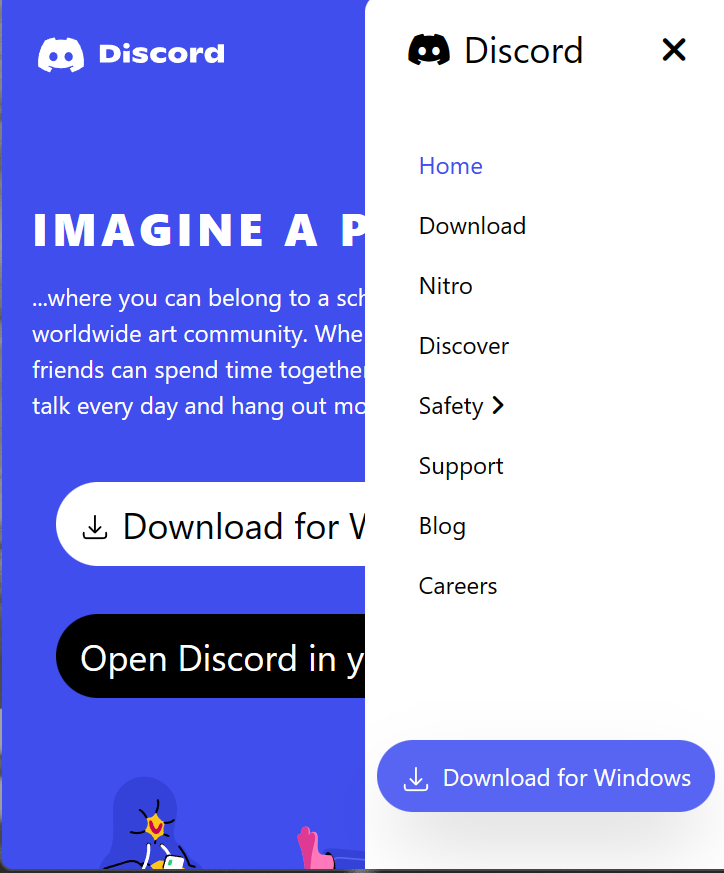 Discord
IMAGINE A P
...where you can belong to a sch
worldwide art community. Whe
friends can spend time together
talk every day and hang out mo
Download for W
Open Discord in y
Discord
Home
Download
Nitro
Discover
Safety
Support
Blog
Careers
Download for Windows